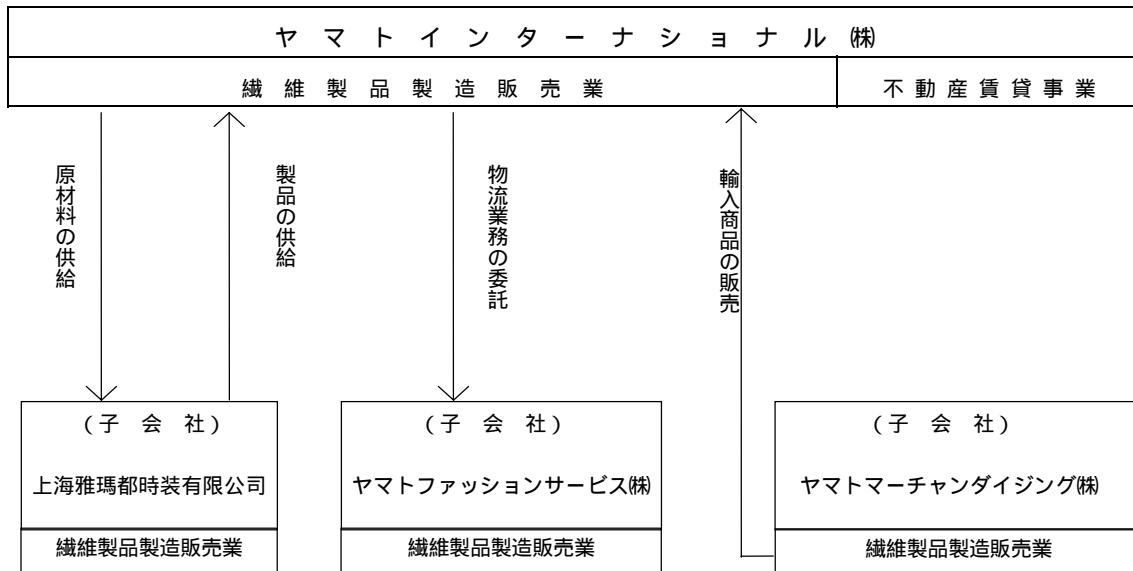 ヤマトインターナショナル㈱
繊維製品製造販売業
不動産賃貸事業
原材料の供給
製品の供給
物流業務の委託
輸入商品の販売
(子会社)
上海雅瑪都時装有限公司
繊維製品製造販売業
(子会社)
ヤマトファッションサービス㈱
繊維製品製造販売業
(子会社)
ヤマトマーチャンダイジング㈱
繊維製品製造販売業